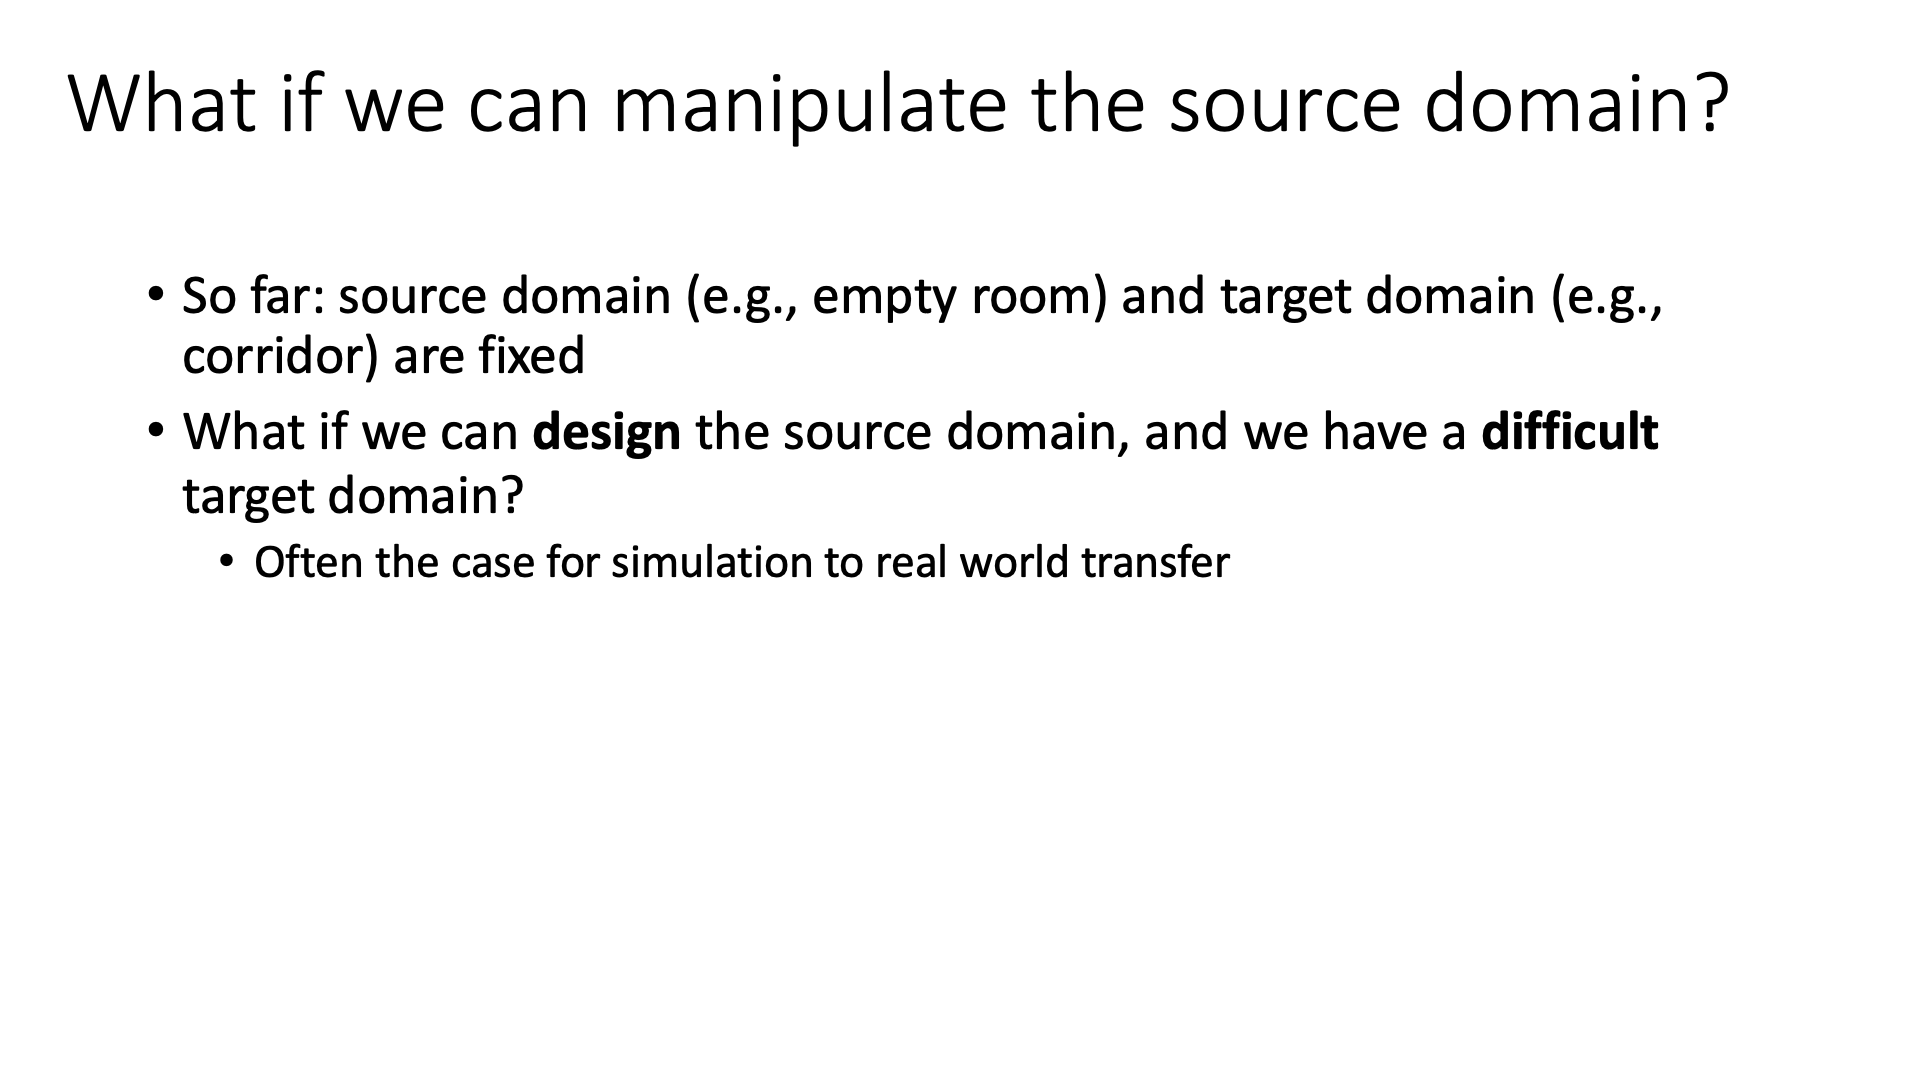 What if we can manipulate the source domain?
• So far: source domain (e.g., empty room) and target domain (e.g.,
corridor) are fixed
• What if we can design the source domain, and we have a difficult
target domain?
• Often the case for simulation to real world transfer